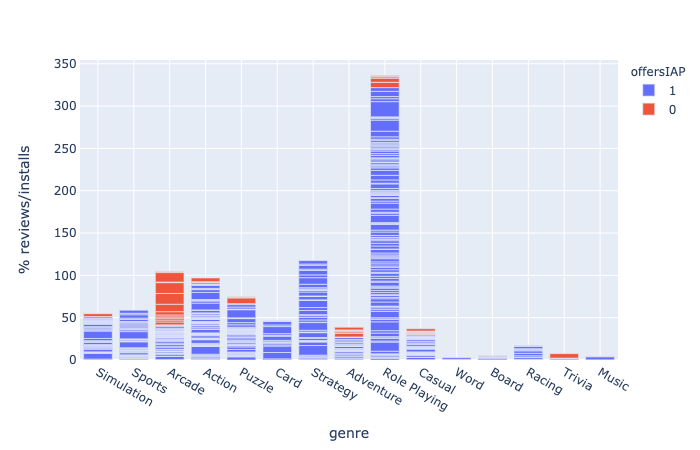 offersIAP
1
0
% reviews/installs
350
300
250
200
150
100
50
0
Simulation
Sports
Arcade
Action
Puzzle
Card
Strategy
Adventure
Role Playing
Casual
Word
Board
Racing
Trivia
Music
genre